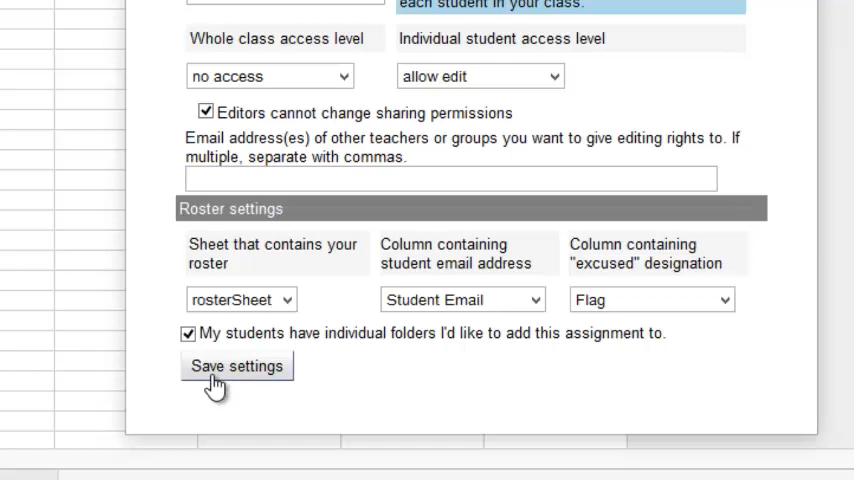 each student in your class.
Whole class access level Individual student access level
no access allow edit
Editors cannot change sharing permissions
Email address(es) of other teachers or groups you want to give editing rights to. If
multiple, separate with commas.
Roster settings
Sheet that contains your Column containing Column containing
roster student email address "excused" designation
rosterSheet Student Email Flag
My students have individual folders I'd like to add this assignment to.
Save settings